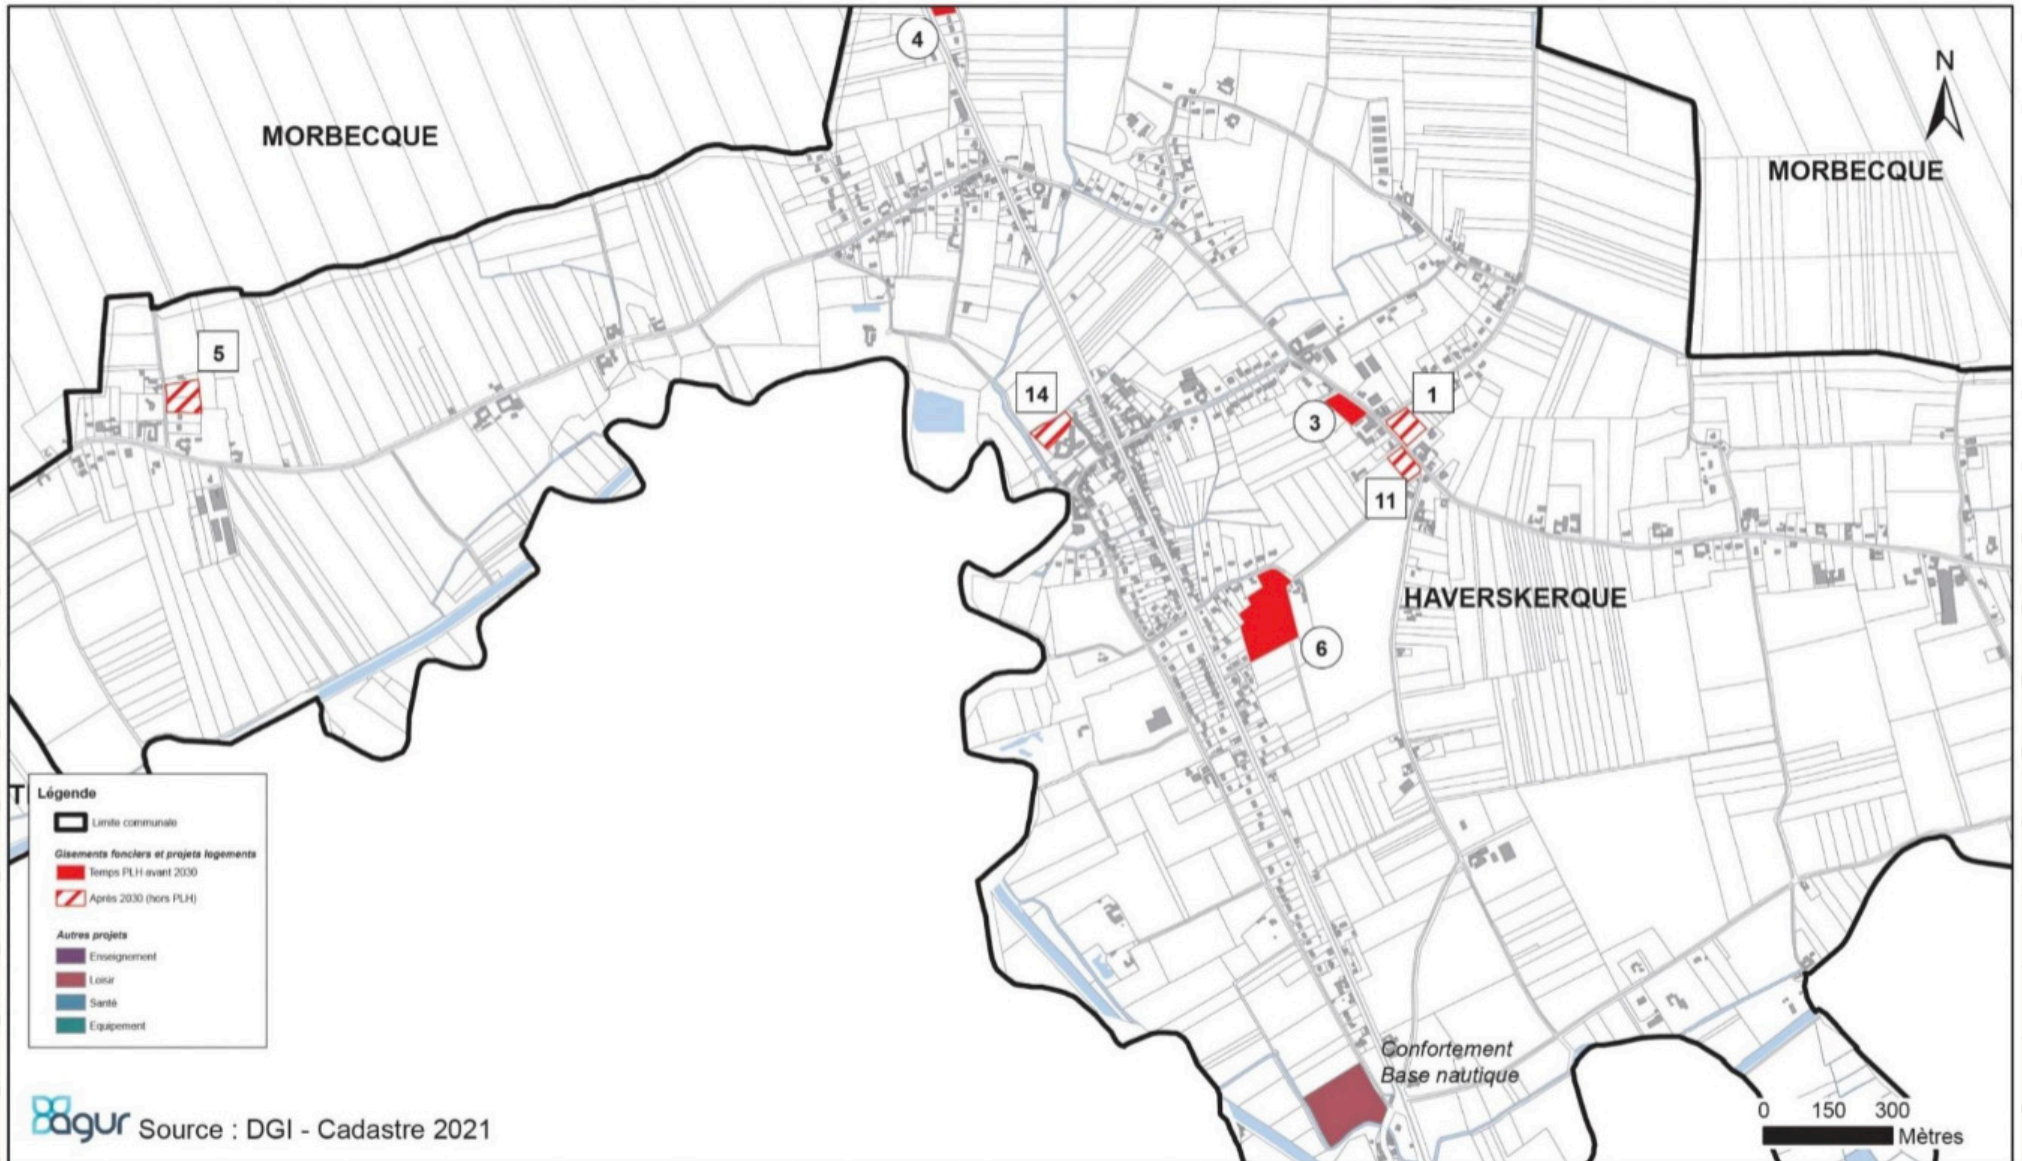 4
N
MORBECQUE
MORBECQUE
5
14
1
3
11
HAVERSKERQUE
6
T
Légende
Limite communale
Gisements fonciers et projets logements
Temps PLH avant 2030
Après 2030 (hors PLH)
Autres projets
Enseignement
Loisir
Santé
Equipement
Confortement
Base nautique
0 150 300
Mètres
agur Source : DGI - Cadastre 2021